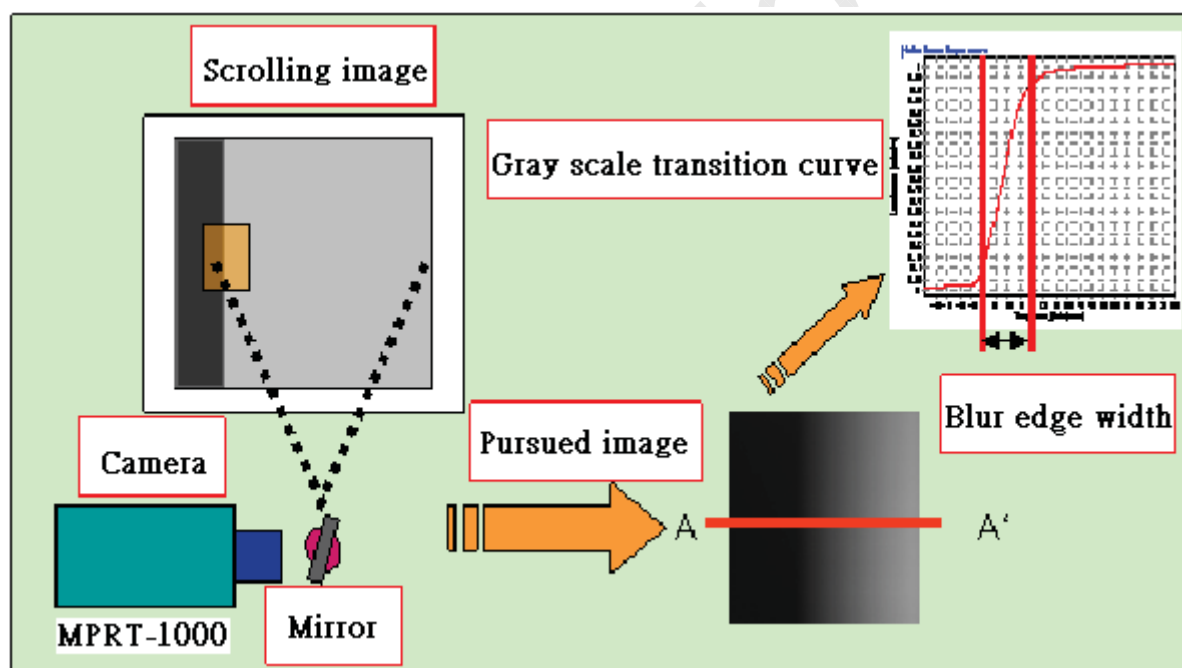 Scrolling image
Gray scale transition curve
Blur edge width
Camera
Pursued image
A
A'
MPRT-1000
Mirror